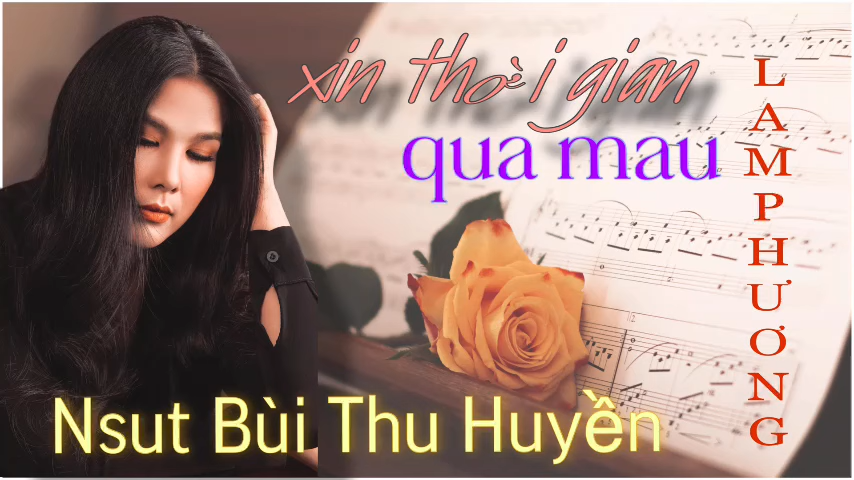 xin thời gian
qua mau
LAM PHƯƠNG
Nsut Bùi Thu Huyền